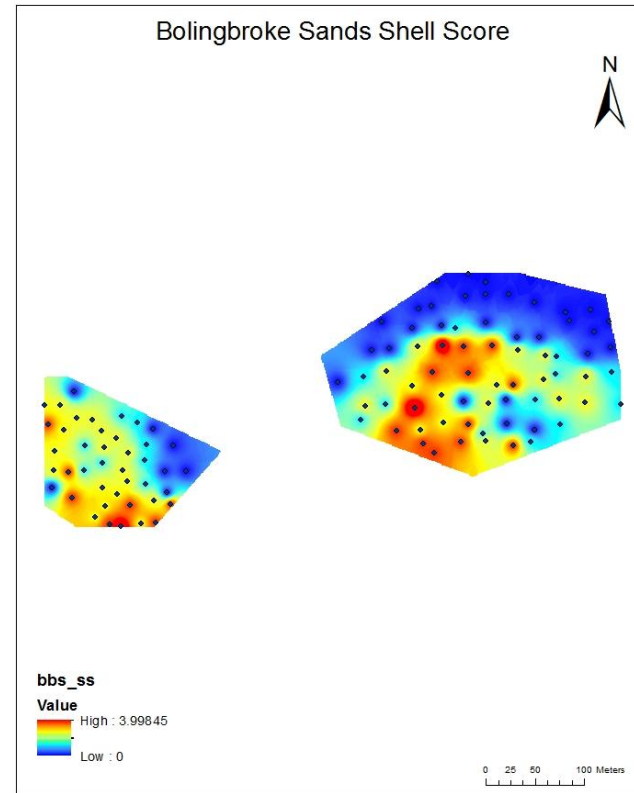 Bolingbroke Sands Shell Score
N
bbs_ss
Value
High : 3.99845
Low : 0
0 25 50 100 Meters